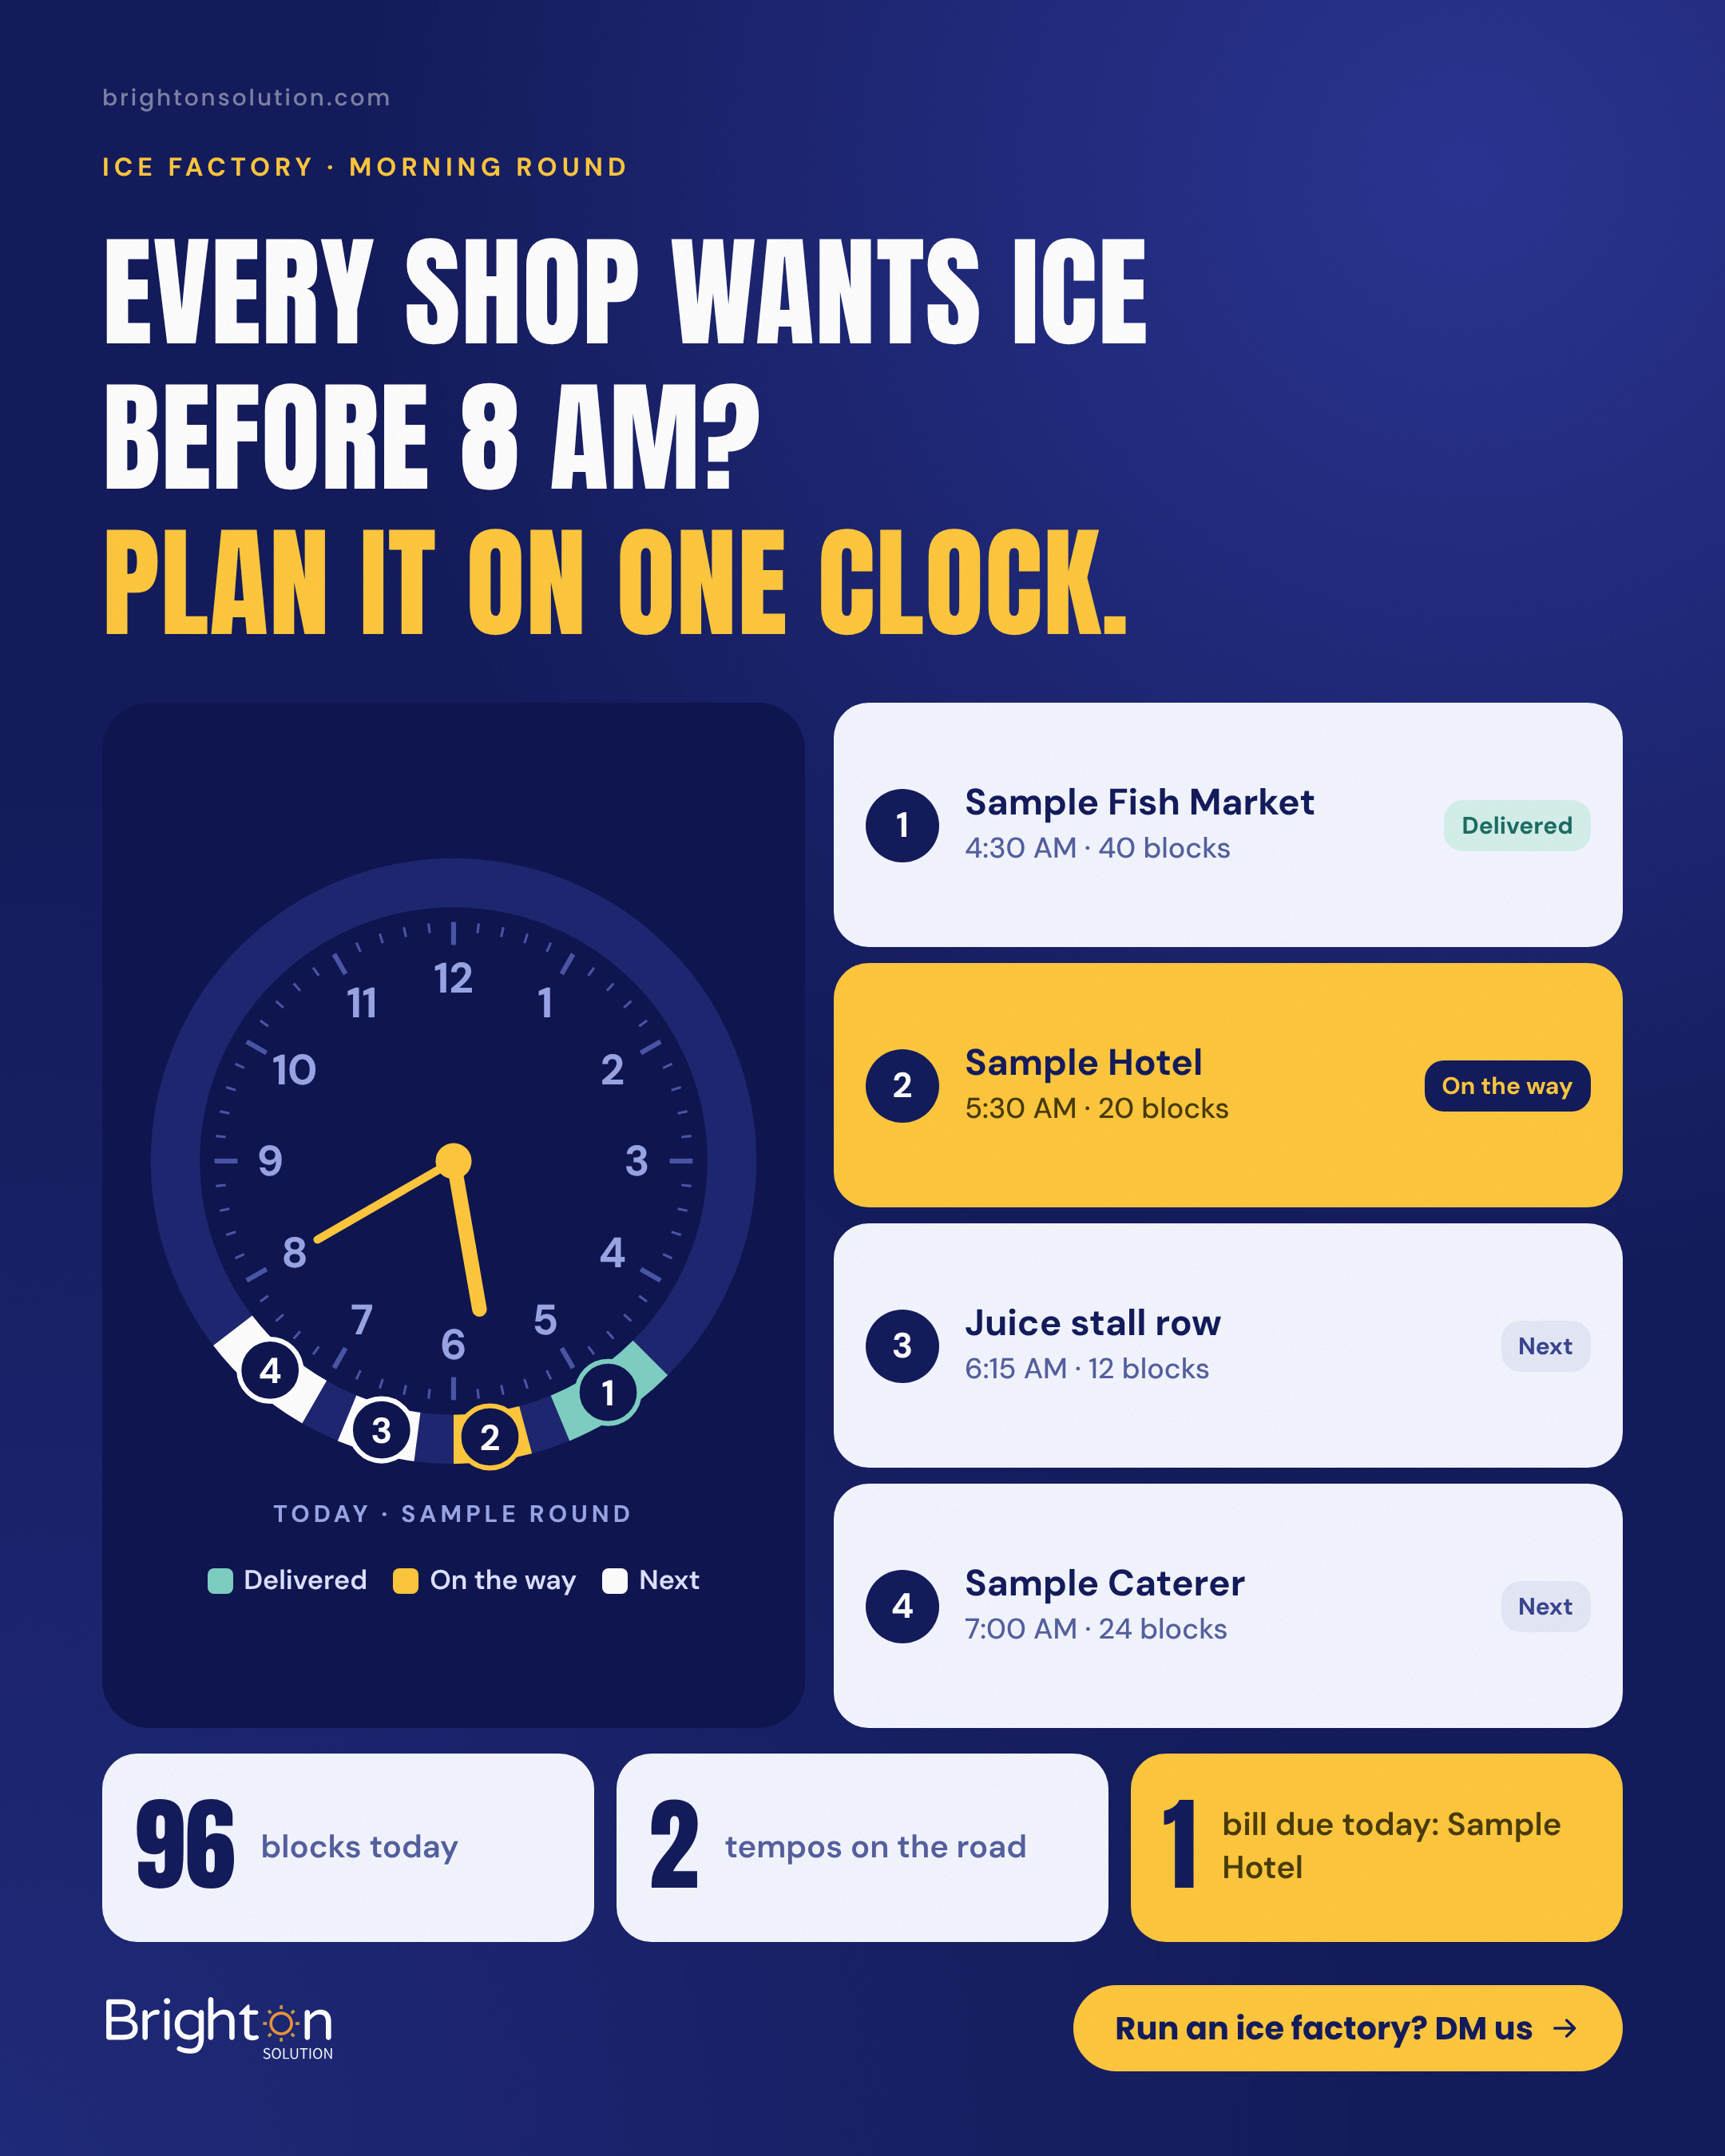 brightonsolution.com
ICE FACTORY · MORNING ROUND
EVERY SHOP WANTS ICE
BEFORE 8 AM?
PLAN IT ON ONE CLOCK.
12
1
2
3
4
5
6
7
8
9
10
11
1
2
3
4
TODAY · SAMPLE ROUND
Delivered
On the way
Next
1
Sample Fish Market
4:30 AM · 40 blocks
Delivered
2
Sample Hotel
5:30 AM · 20 blocks
On the way
3
Juice stall row
6:15 AM · 12 blocks
Next
4
Sample Caterer
7:00 AM · 24 blocks
Next
96
blocks today
2
tempos on the road
1
bill due today: Sample
Hotel
Brighton
SOLUTION
Run an ice factory? DM us →